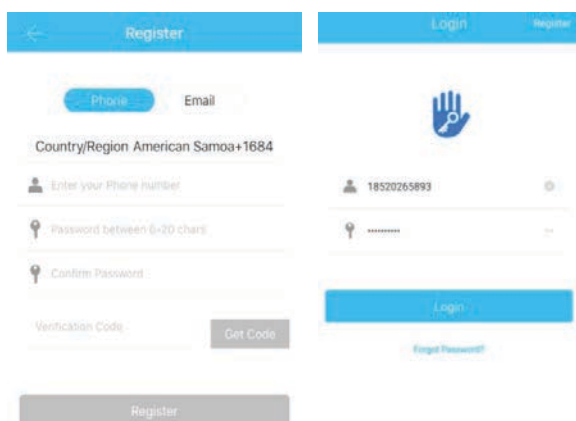 Register
Phone Email
Country/Region American Samoa+1684
Enter your Phone number
Password between 6-20 chars
Confirm Password
Verification Code Get Code
Register
Login Register
18520265893
Login
Forgot Password?